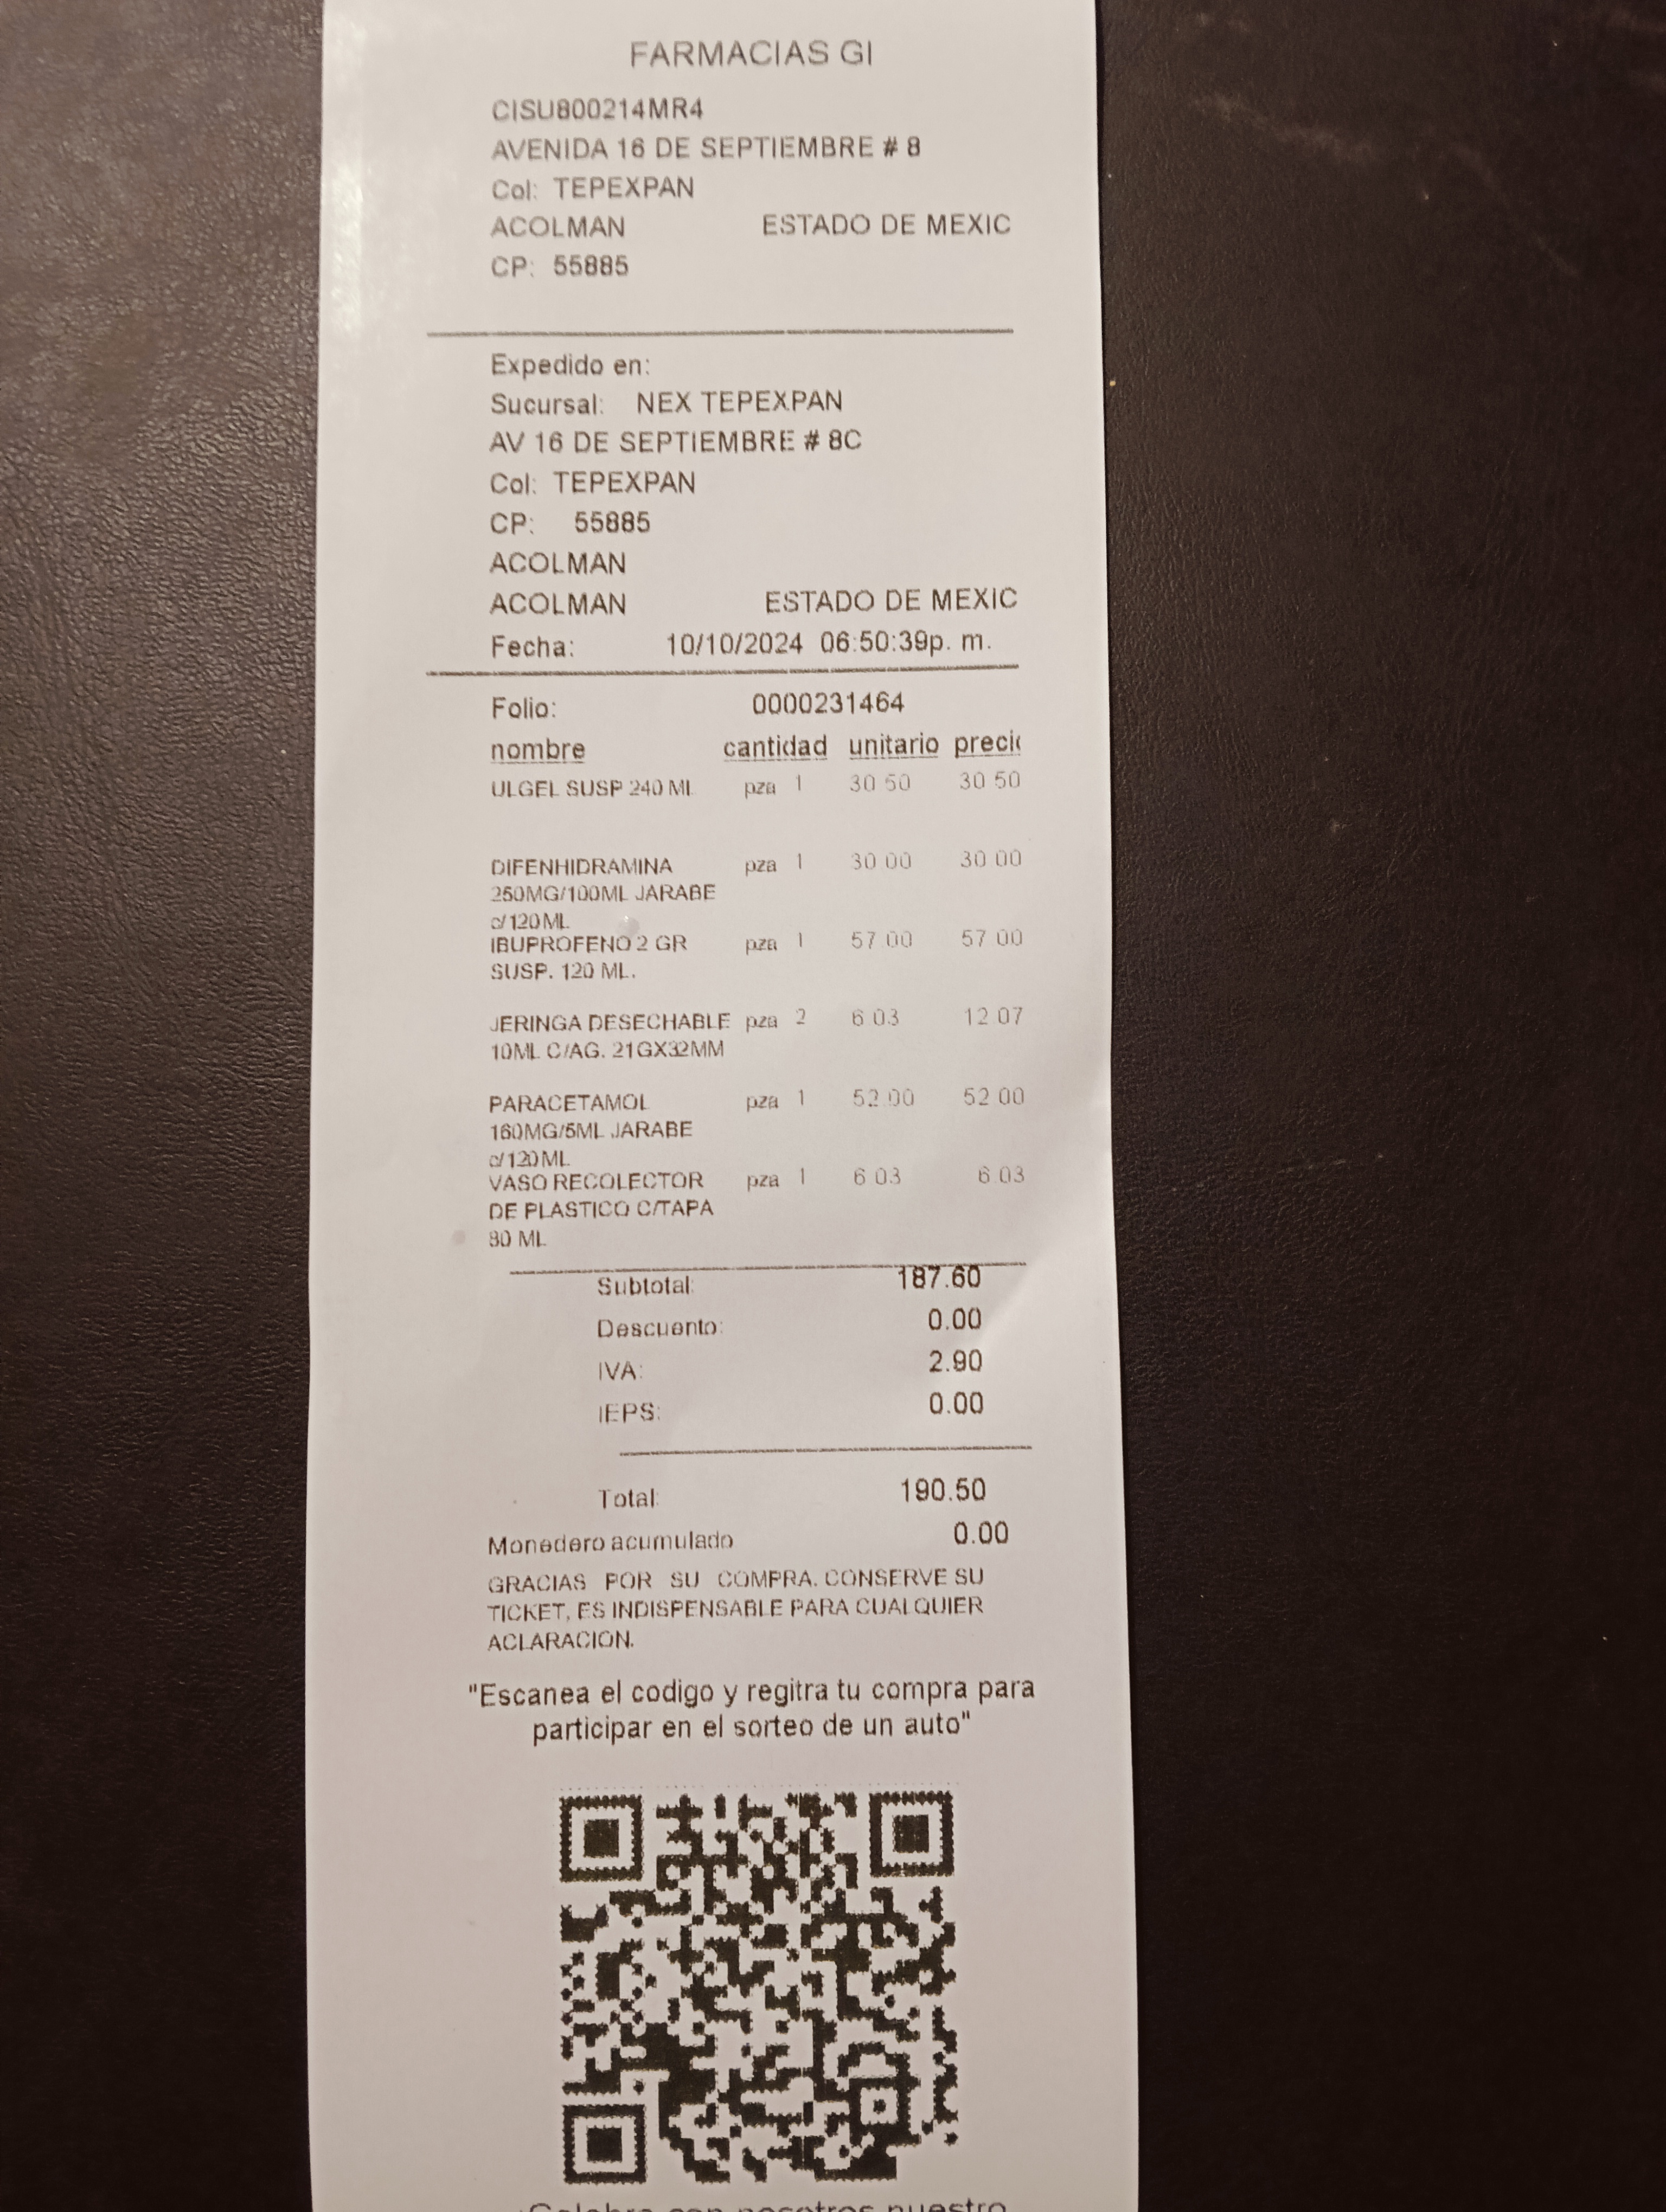 FARMACIAS GI
CISU800214MR4
AVENIDA 16 DE SEPTIEMBRE # 8
Col: TEPEXPAN
ACOLMAN ESTADO DE MEXIC
CP: 55885
Expedido en:
Sucursal: NEX TEPEXPAN
AV 16 DE SEPTIEMBRE # 8C
Col: TEPEXPAN
CP: 55885
ACOLMAN
ACOLMAN ESTADO DE MEXIC
Fecha: 10/10/2024 06:50:39p. m.
Folio: 0000231464
nombre cantidad unitario precio
ULGEL SUSP 240 ML pza 1 30.50 30.50
DIFENHIDRAMINA pza 1 30.00 30.00
250MG/100ML JARABE
c/120ML
IBUPROFENO 2 GR pza 1 57.00 57.00
SUSP. 120 ML.
JERINGA DESECHABLE pza 2 6.03 12.07
10ML C/AG. 21GX32MM
PARACETAMOL pza 1 52.00 52.00
160MG/5ML JARABE
c/120ML
VASO RECOLECTOR pza 1 6.03 6.03
DE PLASTICO C/TAPA
80 ML
Subtotal: 187.60
Descuento: 0.00
IVA: 2.90
IEPS: 0.00
Total: 190.50
Monedero acumulado 0.00
GRACIAS POR SU COMPRA. CONSERVE SU
TICKET, ES INDISPENSABLE PARA CUALQUIER
ACLARACION.
"Escanea el codigo y regitra tu compra para
participar en el sorteo de un auto"
¡Celebra con nosotros nuestro